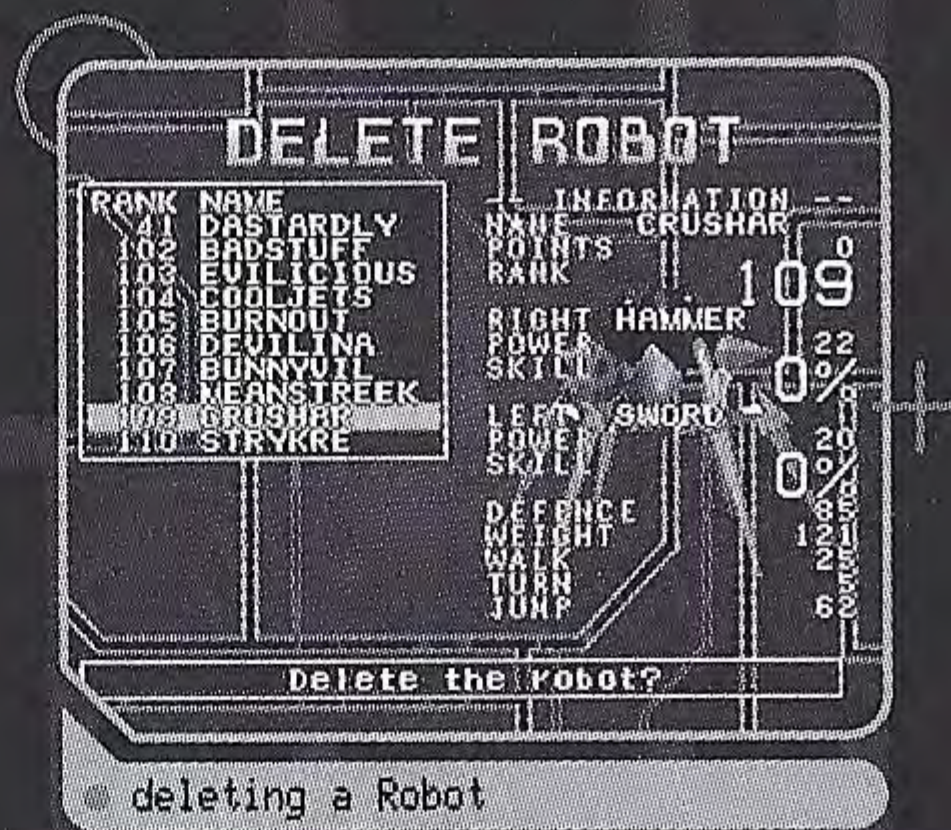 DELETE ROBOT
RANK NAME
41 DASTARDLY
102 BADSTUFF
103 EVILICIOUS
104 COOLJETS
105 BURNOUT
106 DEVILINA
107 BUNNYVIL
108 MEANSTREEK
109 CRUSHAR
110 STRYKRE
-- INFORMATION --
NAME CRUSHAR
POINTS 0
RANK 109
RIGHT HAMMER
POWER 22
SKILL 0%
LEFT SWORD
POWER 20
SKILL 0%
DEFENCE 85
WEIGHT 121
WALK 25
TURN 5
JUMP 62
Delete the robot?
deleting a Robot